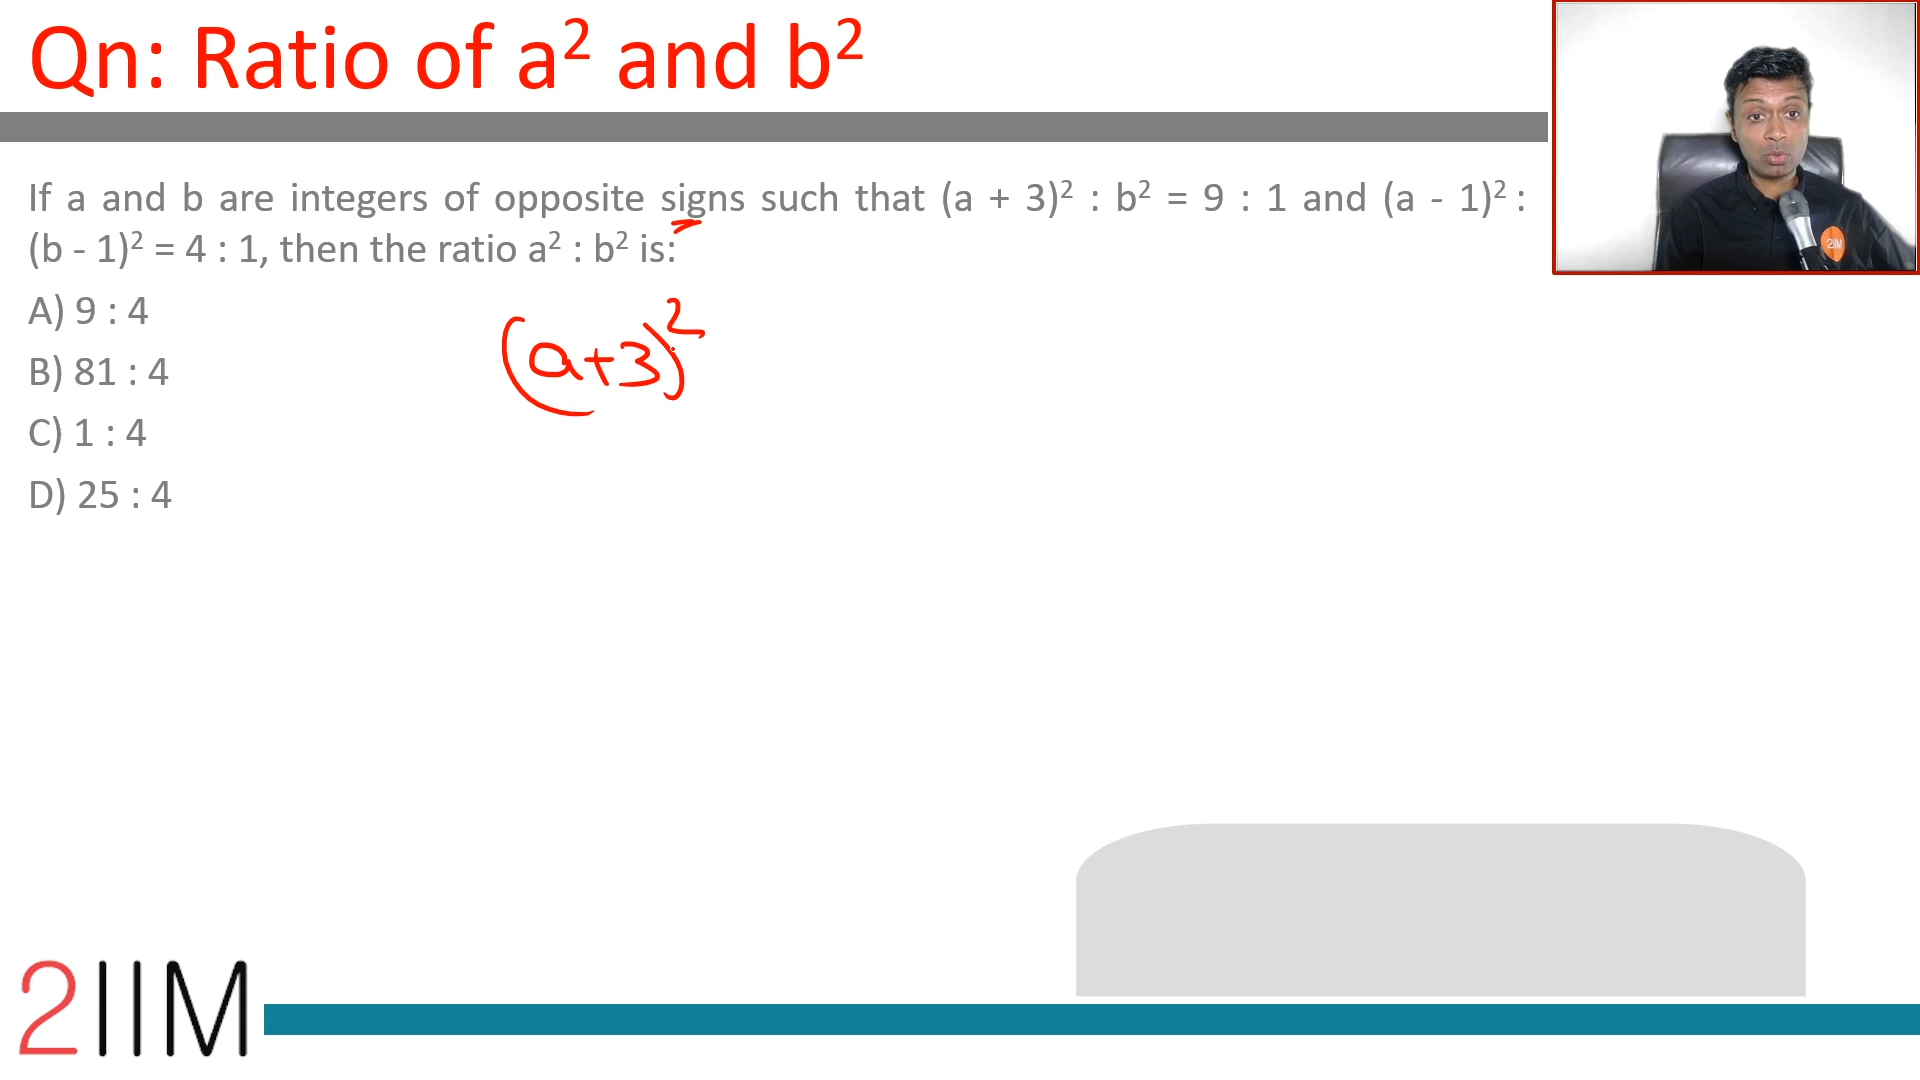 Qn: Ratio of a² and b²
If a and b are integers of opposite signs such that (a + 3)² : b² = 9 : 1 and (a - 1)² :
(b - 1)² = 4 : 1, then the ratio a² : b² is:
A) 9 : 4
(a+3)²
B) 81 : 4
C) 1 : 4
D) 25 : 4
2IIM
2IIM